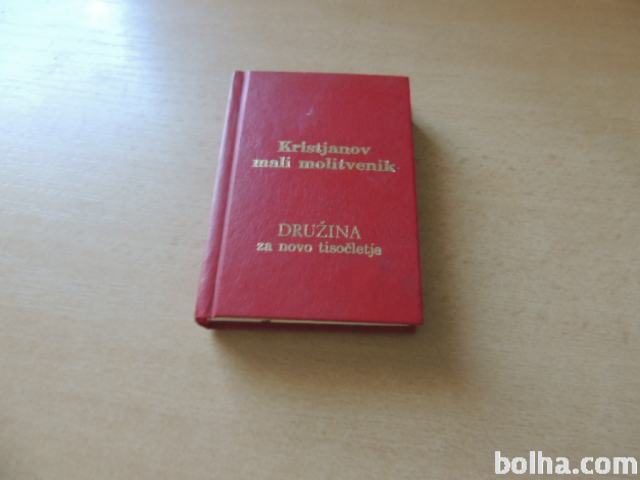 Kristjanov
mali molitvenik
DRUŽINA
za novo tisočletje
bolha.com